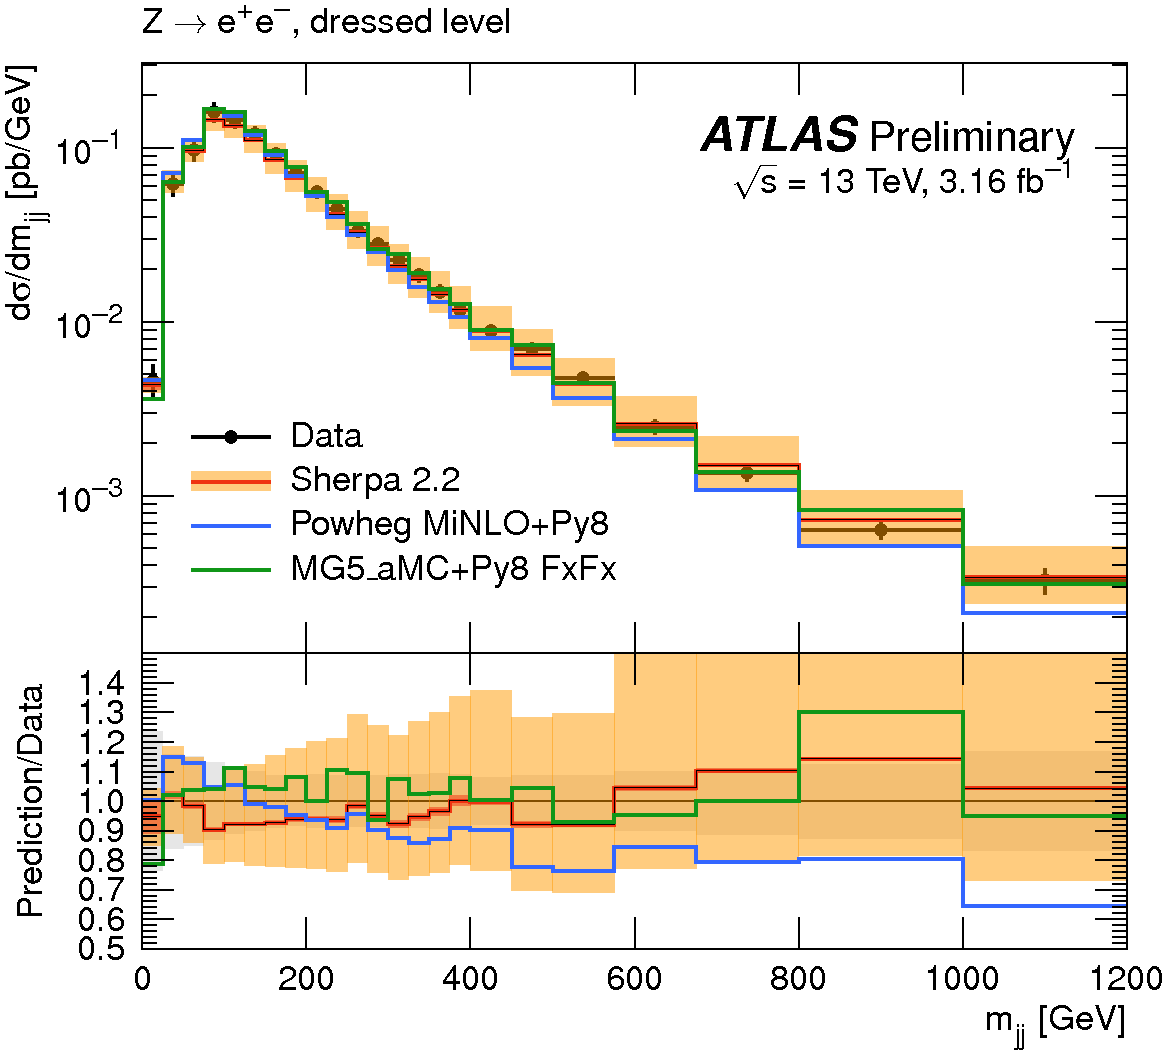 Z → e⁺e⁻, dressed level
dσ/dm_jj [pb/GeV]
10⁻¹
10⁻²
10⁻³
ATLAS Preliminary
√s = 13 TeV, 3.16 fb⁻¹
Data
Sherpa 2.2
Powheg MiNLO+Py8
MG5_aMC+Py8 FxFx
Prediction/Data
1.4
1.3
1.2
1.1
1.0
0.9
0.8
0.7
0.6
0.5
0 200 400 600 800 1000 1200
m_jj [GeV]